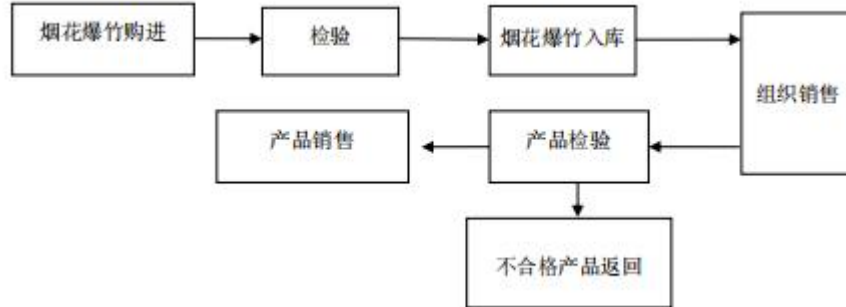 烟花爆竹购进
检验
烟花爆竹入库
组织销售
产品销售
产品检验
不合格产品返回